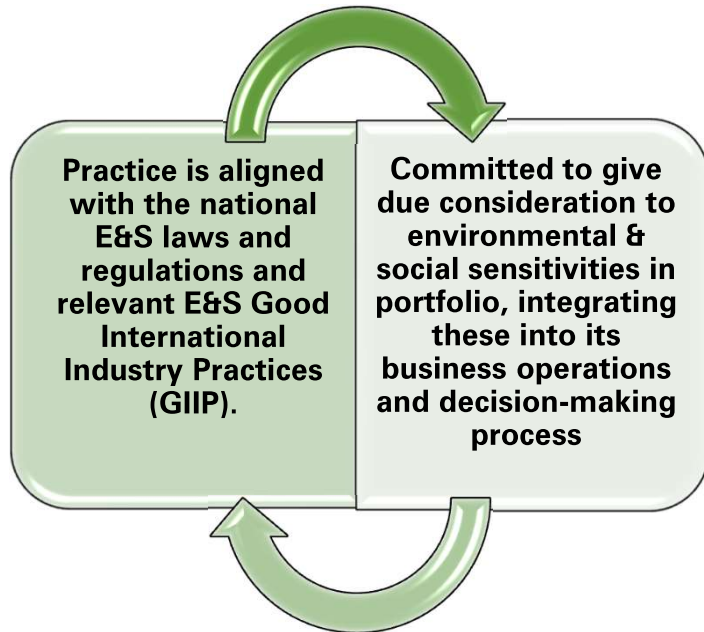 Practice is aligned
with the national
E&S laws and
regulations and
relevant E&S Good
International
Industry Practices
(GIIP).
Committed to give
due consideration to
environmental &
social sensitivities in
portfolio, integrating
these into its
business operations
and decision-making
process